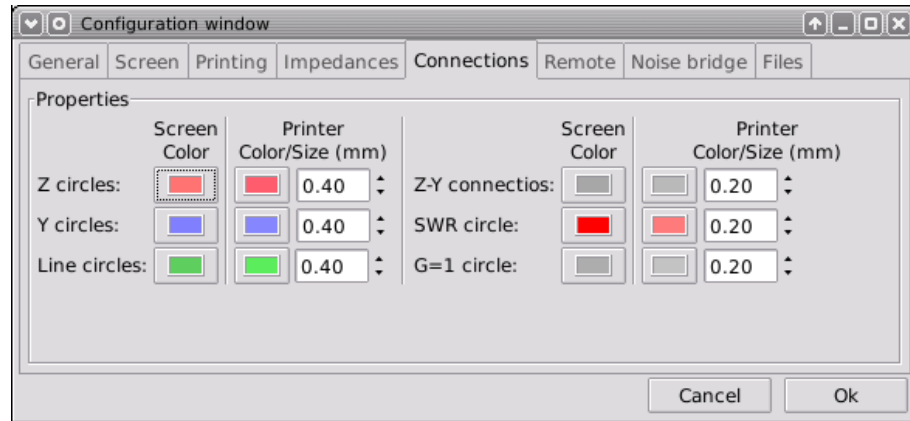 Configuration window
General Screen Printing Impedances Connections Remote Noise bridge Files
Properties
Screen Printer Screen Printer
Color Color/Size (mm) Color Color/Size (mm)
Z circles: 0.40 Z-Y connectios: 0.20
Y circles: 0.40 SWR circle: 0.20
Line circles: 0.40 G=1 circle: 0.20
Cancel Ok